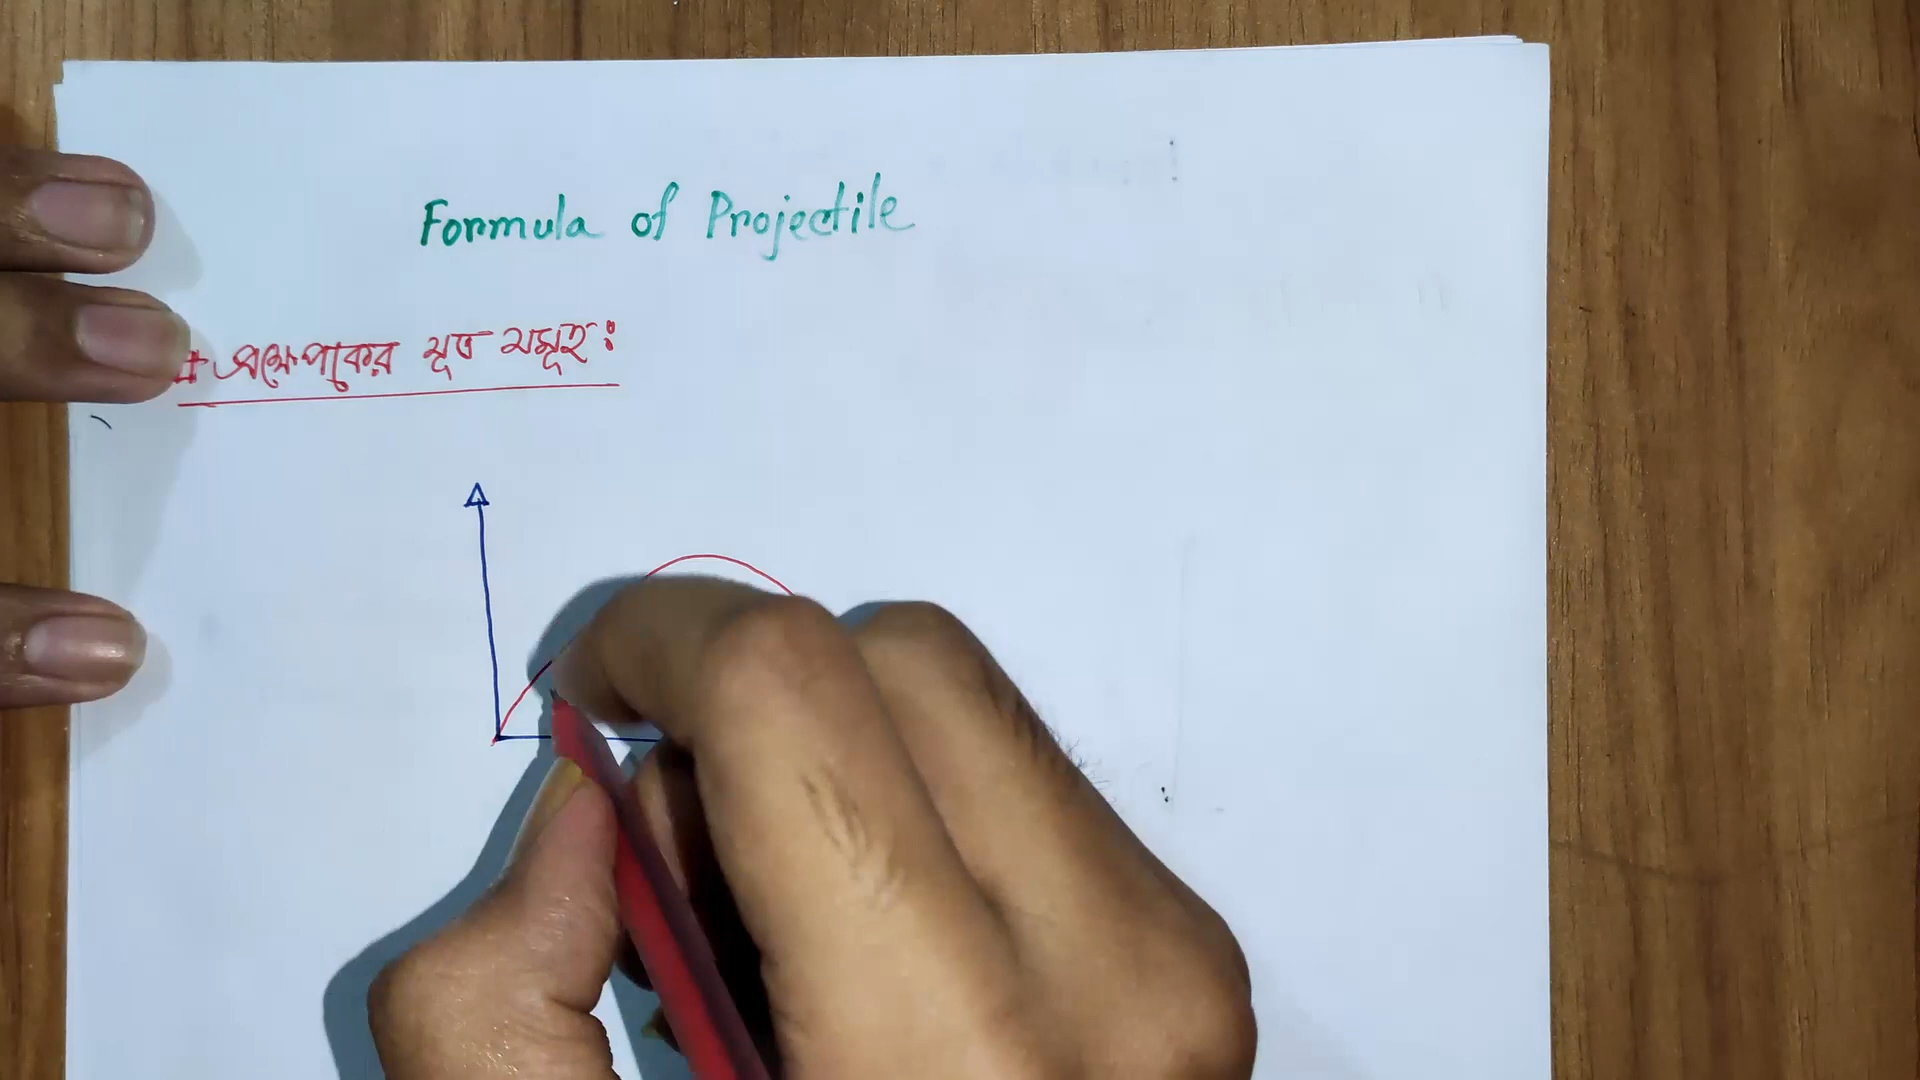 Formula of Projectile
# প্রক্ষেপকের সূত্র সমূহ :